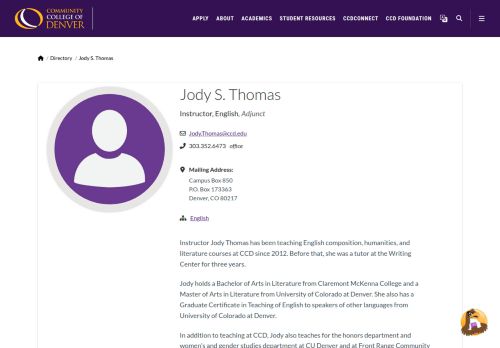 COMMUNITY
COLLEGE OF
DENVER
APPLY ABOUT ACADEMICS STUDENT RESOURCES CCDCONNECT CCD FOUNDATION
/ Directory / Jody S. Thomas
Jody S. Thomas
Instructor, English, Adjunct
Jody.Thomas@ccd.edu
303.352.6473 office
Mailing Address:
Campus Box 850
P.O. Box 173363
Denver, CO 80217
English
Instructor Jody Thomas has been teaching English composition, humanities, and
literature courses at CCD since 2012. Before that, she was a tutor at the Writing
Center for three years.
Jody holds a Bachelor of Arts in Literature from Claremont McKenna College and a
Master of Arts in Literature from University of Colorado at Denver. She also has a
Graduate Certificate in Teaching of English to speakers of other languages from
University of Colorado at Denver.
In addition to teaching at CCD, Jody also teaches for the honors department and
women's and gender studies department at CU Denver and at Front Range Community